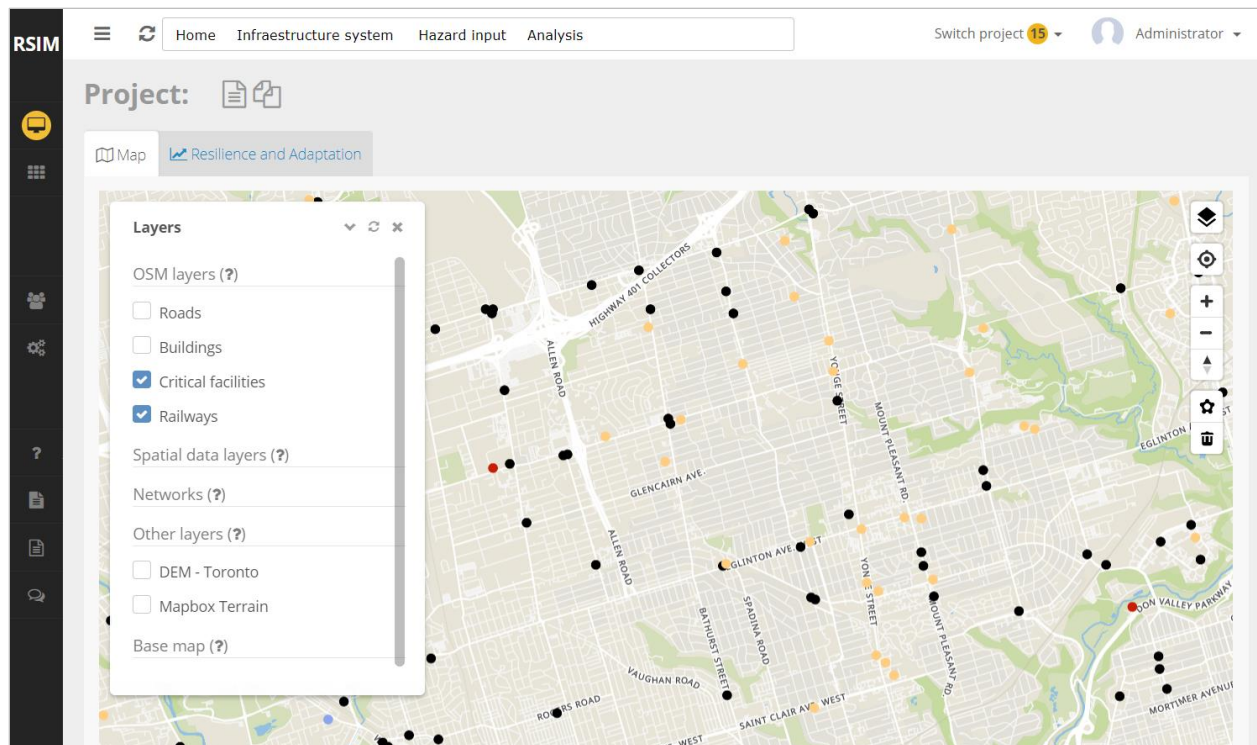 RSIM
Home Infraestructure system Hazard input Analysis
Switch project 15
Administrator
Project:
Map
Resilience and Adaptation
Layers
OSM layers (?)
Roads
Buildings
Critical facilities
Railways
Spatial data layers (?)
Networks (?)
Other layers (?)
DEM - Toronto
Mapbox Terrain
Base map (?)
HIGHWAY 401 COLLECTORS
ALLEN ROAD
YONGE STREET
MOUNT PLEASANT RD.
EGLINTON
GLENCAIRN AVE.
ALLEN ROAD
GLINTON AVE.
YON E STREET
MOUNT PLEASANT RD.
DON VALLEY PARKWAY
SPADINA ROAD
BATHURST STREET
VAUGHAN ROAD
ROGERS ROAD
SAINT CLAIR AVE WEST
WEST
MORTIMER AVENUE
?